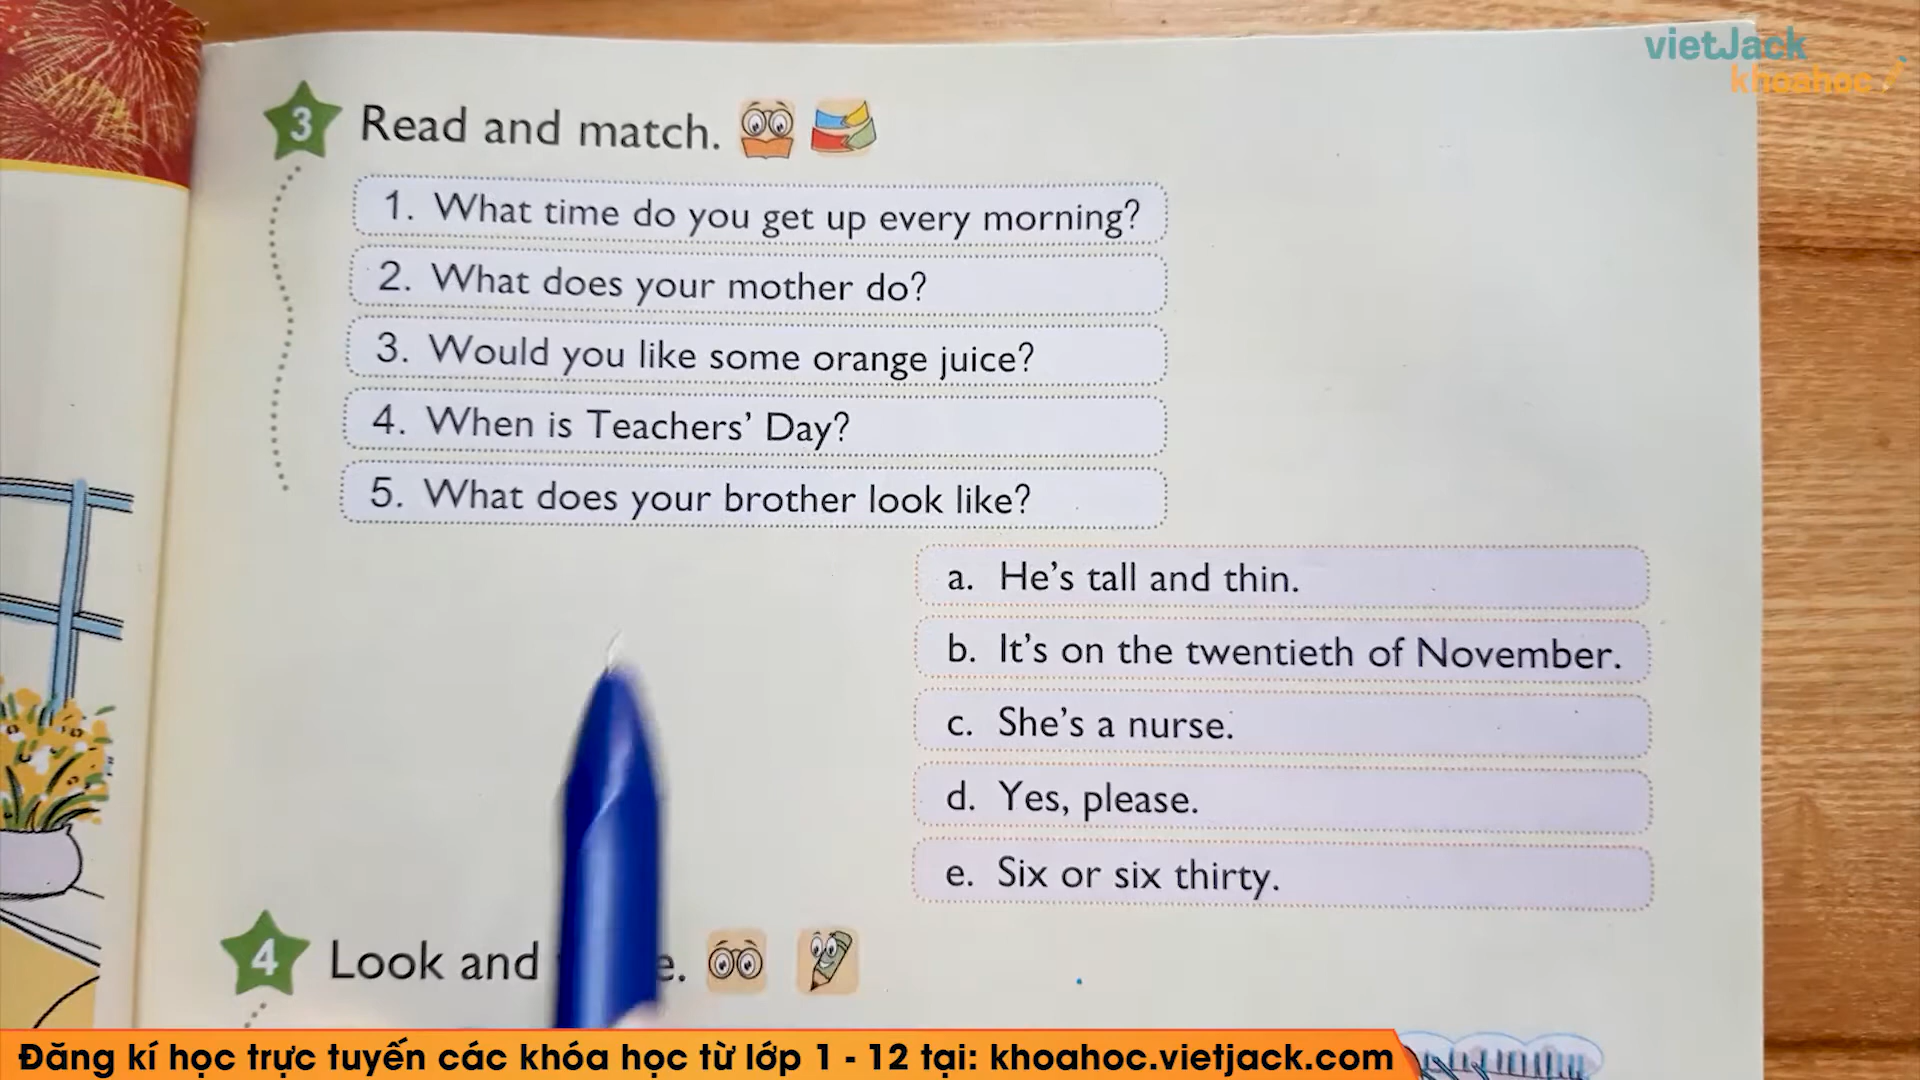 vietJack
khoahoc
3 Read and match.
1. What time do you get up every morning?
2. What does your mother do?
3. Would you like some orange juice?
4. When is Teachers' Day?
5. What does your brother look like?
a. He's tall and thin.
b. It's on the twentieth of November.
c. She's a nurse.
d. Yes, please.
e. Six or six thirty.
4 Look and
Đăng kí học trực tuyến các khóa học từ lớp 1 - 12 tại: khoahoc.vietjack.com